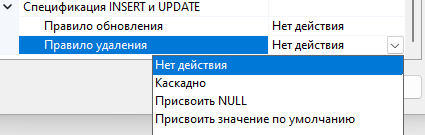 Спецификация INSERT и UPDATE
Правило обновления Нет действия
Правило удаления Нет действия
Нет действия
Каскадно
Присвоить NULL
Присвоить значение по умолчанию